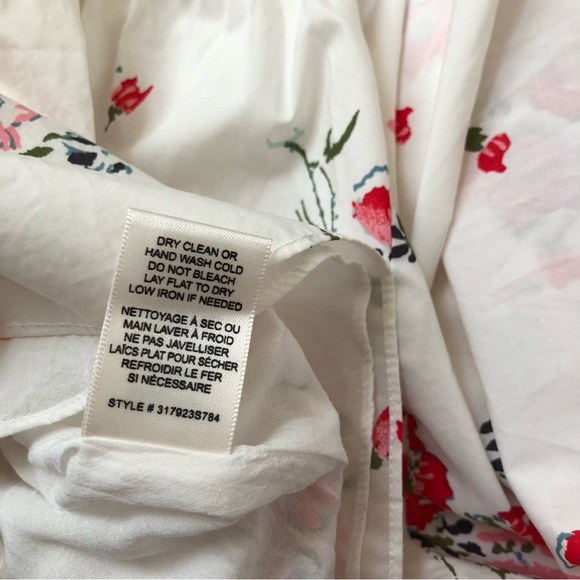 DRY CLEAN OR
HAND WASH COLD
DO NOT BLEACH
LAY FLAT TO DRY
LOW IRON IF NEEDED
NETTOYAGE À SEC OU
MAIN LAVER À FROID
NE PAS JAVELLISER
LAÏCS PLAT POUR SÉCHER
REFROIDIR LE FER
SI NÉCESSAIRE
STYLE # 317923S784